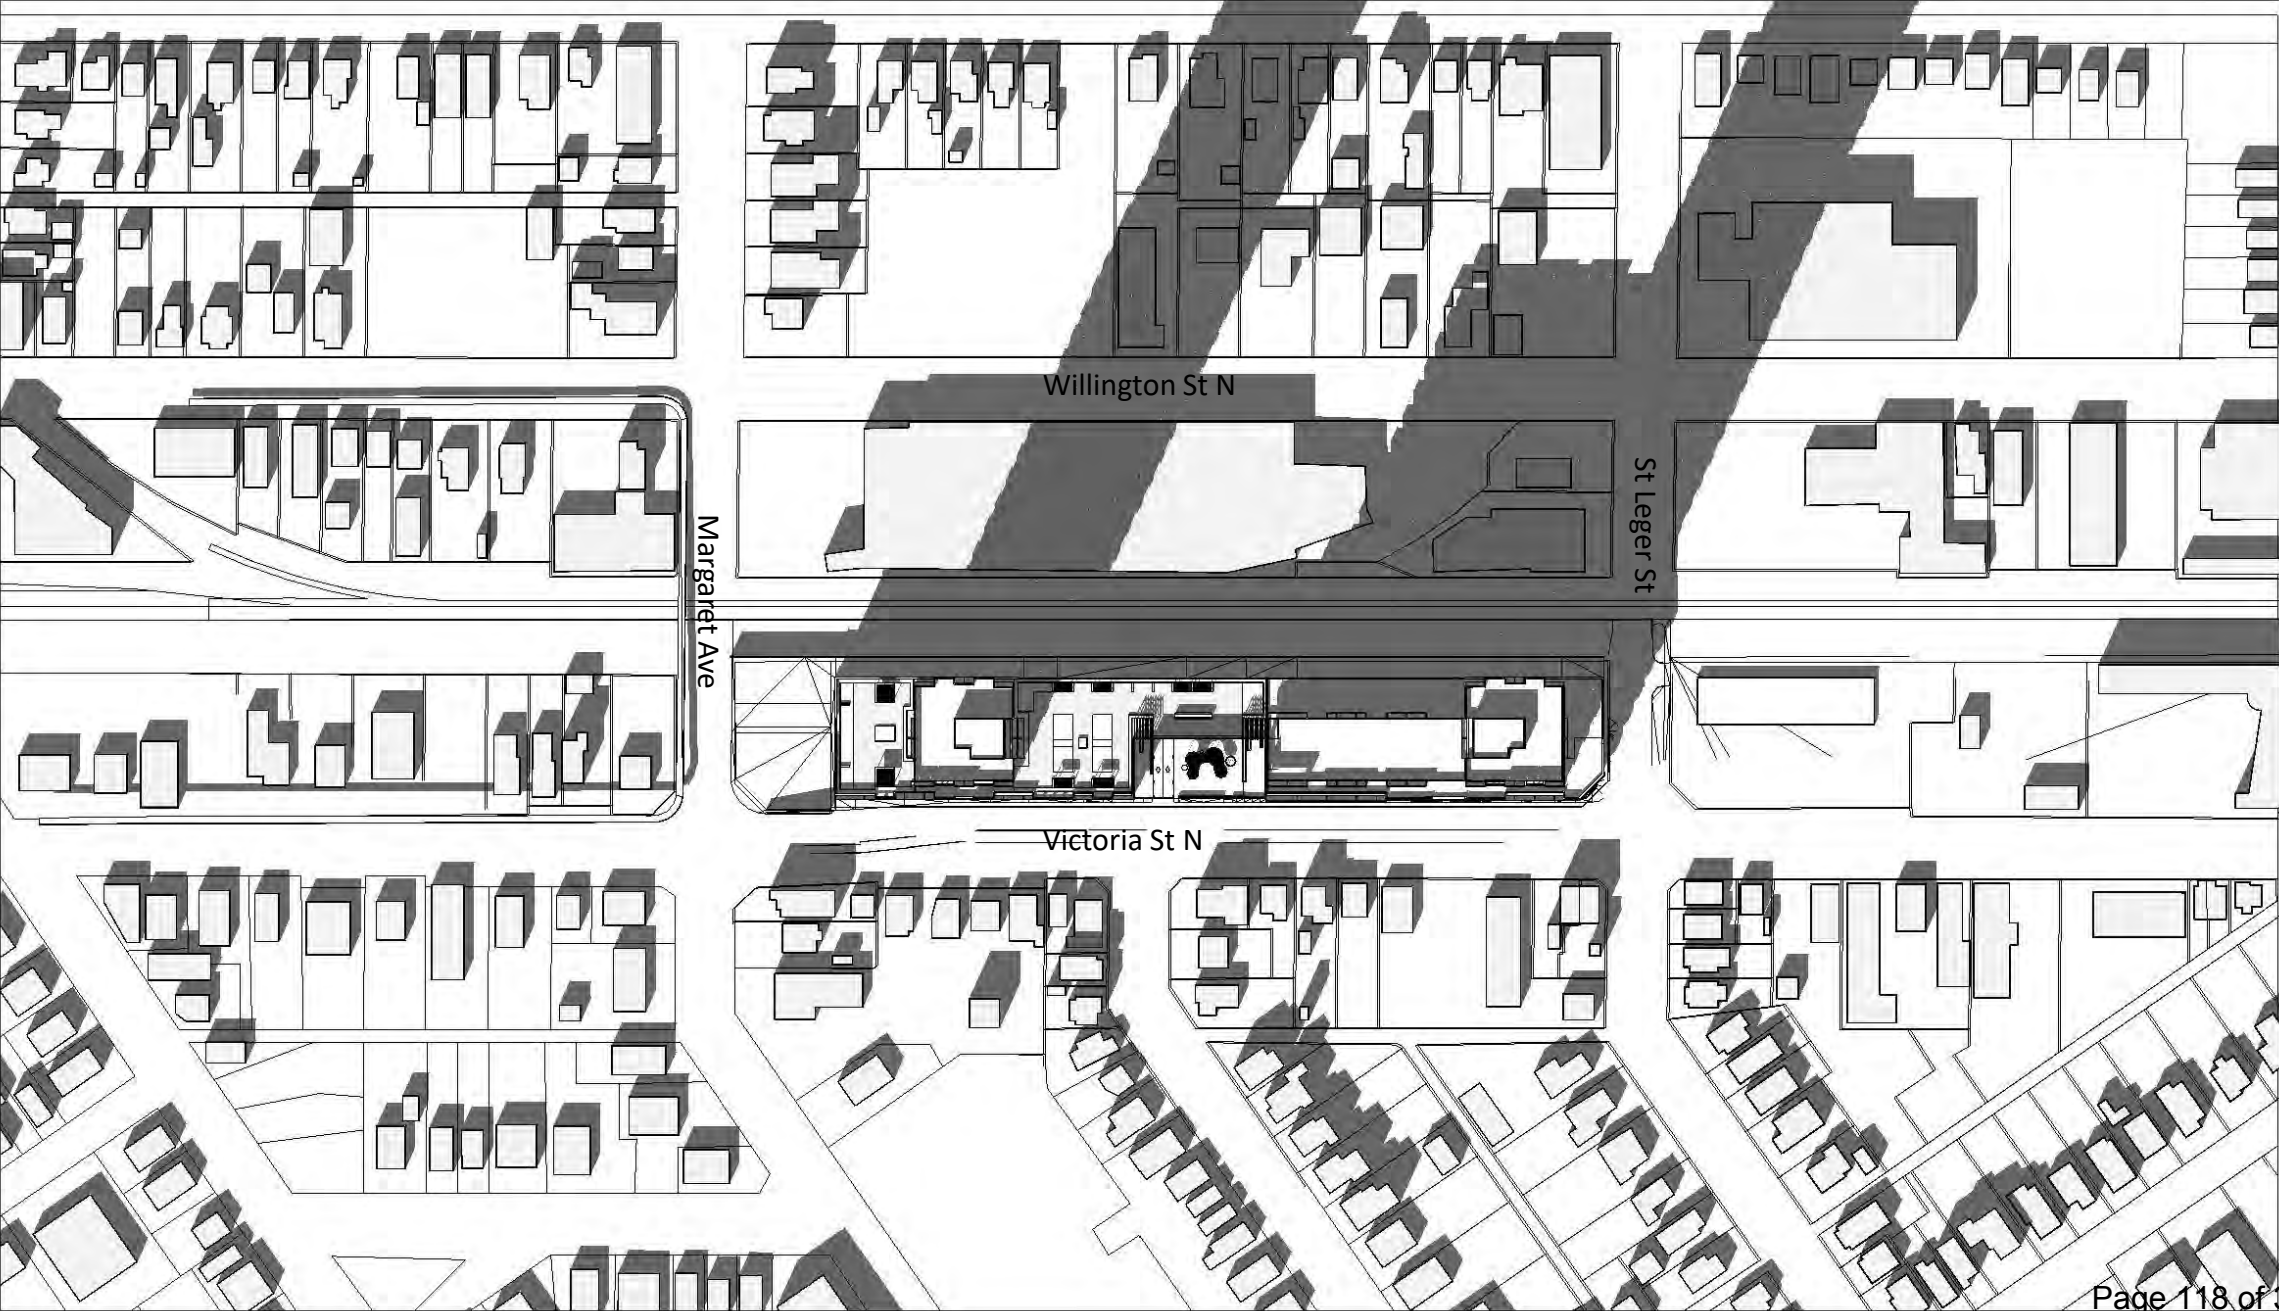 Willington St N
St Leger St
Margaret Ave
Victoria St N
Page 118 of